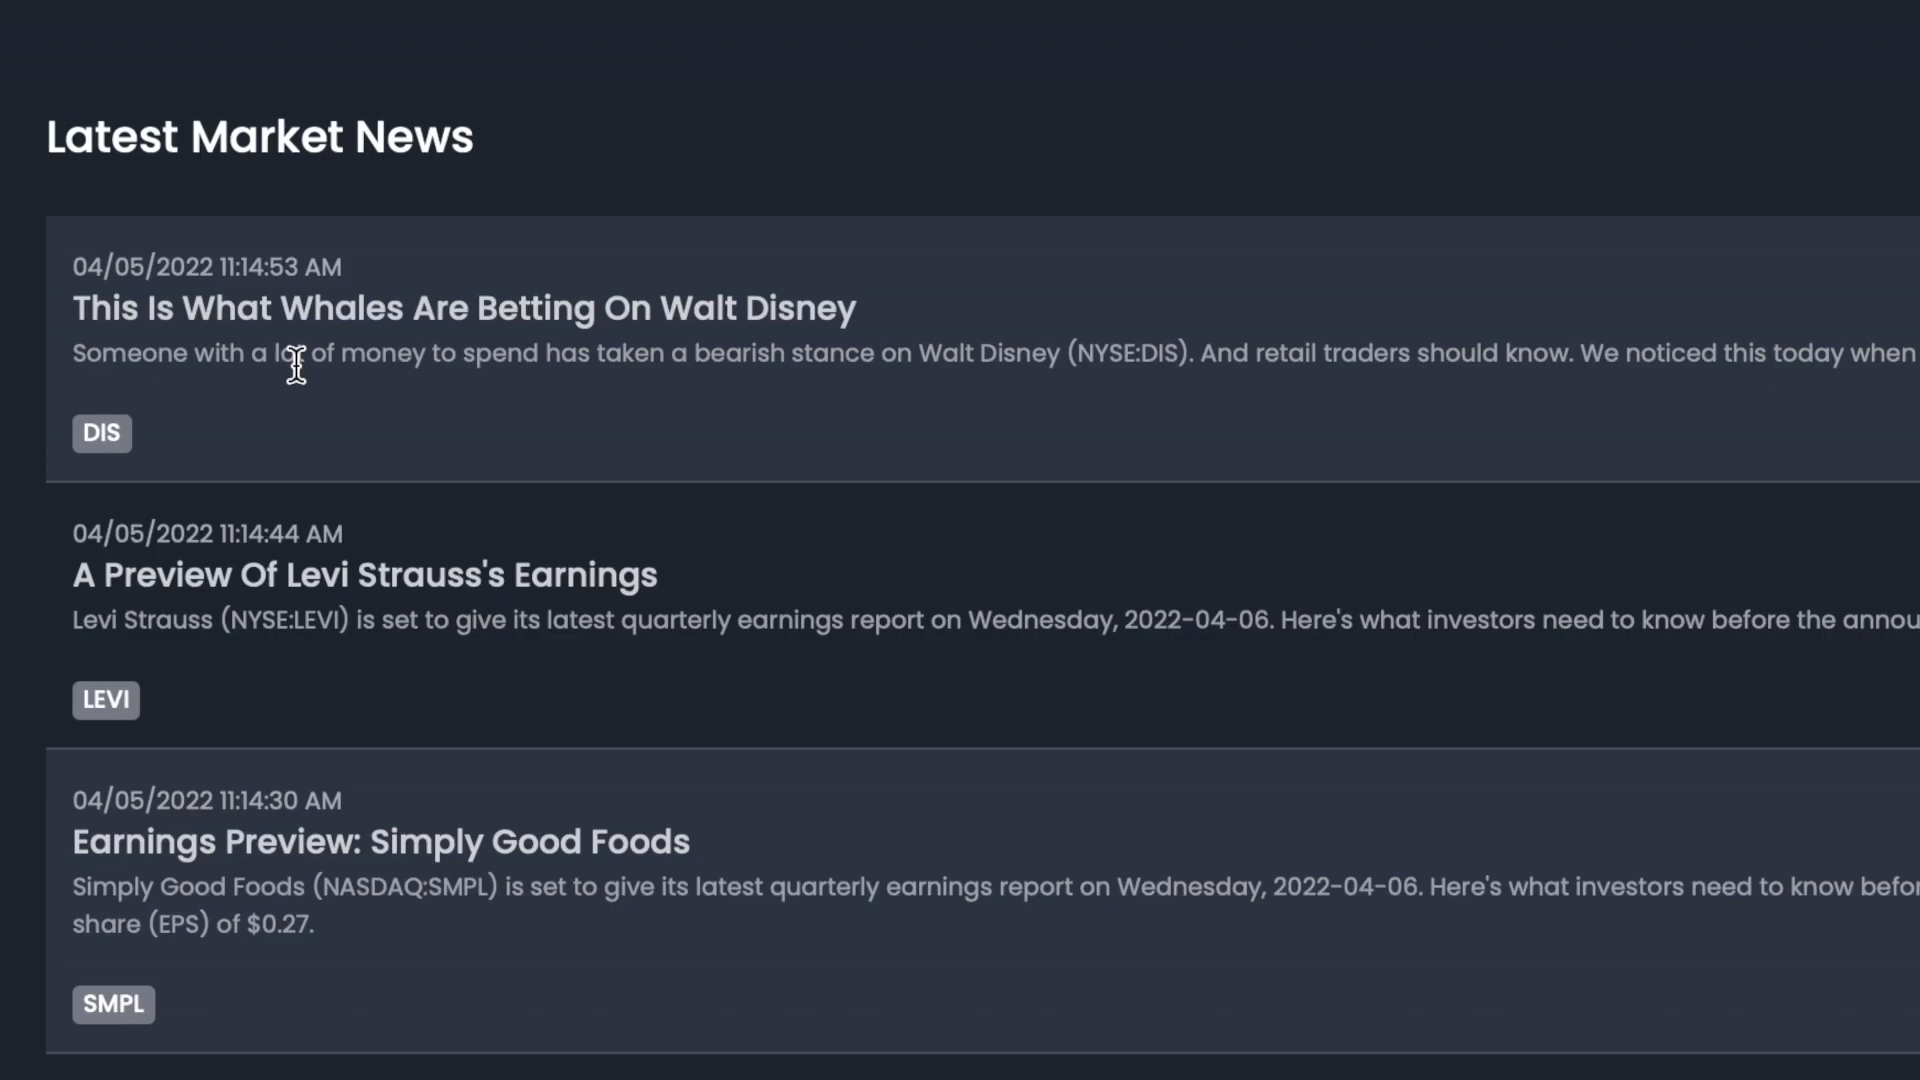 Latest Market News
04/05/2022 11:14:53 AM
This Is What Whales Are Betting On Walt Disney
Someone with a lot of money to spend has taken a bearish stance on Walt Disney (NYSE:DIS). And retail traders should know. We noticed this today when
DIS
04/05/2022 11:14:44 AM
A Preview Of Levi Strauss's Earnings
Levi Strauss (NYSE:LEVI) is set to give its latest quarterly earnings report on Wednesday, 2022-04-06. Here's what investors need to know before the annou
LEVI
04/05/2022 11:14:30 AM
Earnings Preview: Simply Good Foods
Simply Good Foods (NASDAQ:SMPL) is set to give its latest quarterly earnings report on Wednesday, 2022-04-06. Here's what investors need to know befor
share (EPS) of $0.27.
SMPL